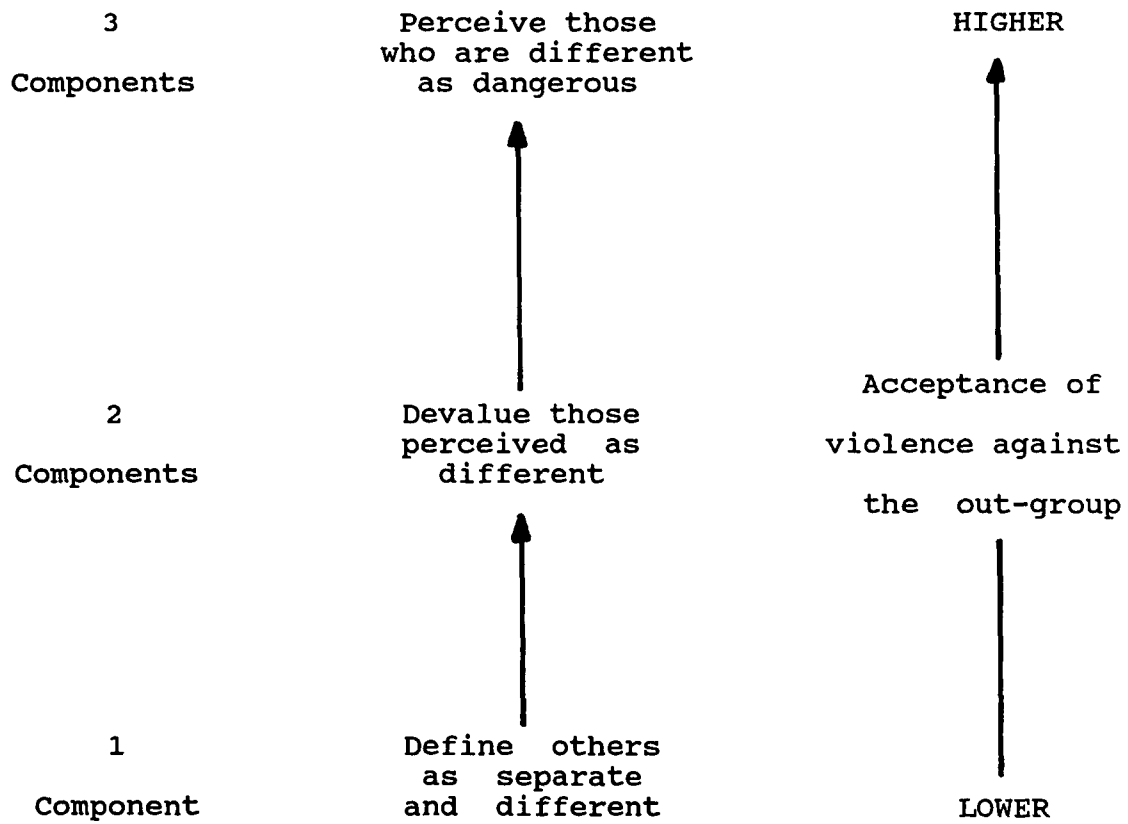 3
Components
Perceive those
who are different
as dangerous
HIGHER
2
Components
Devalue those
perceived as
different
Acceptance of
violence against
the out-group
1
Component
Define others
as separate
and different
LOWER